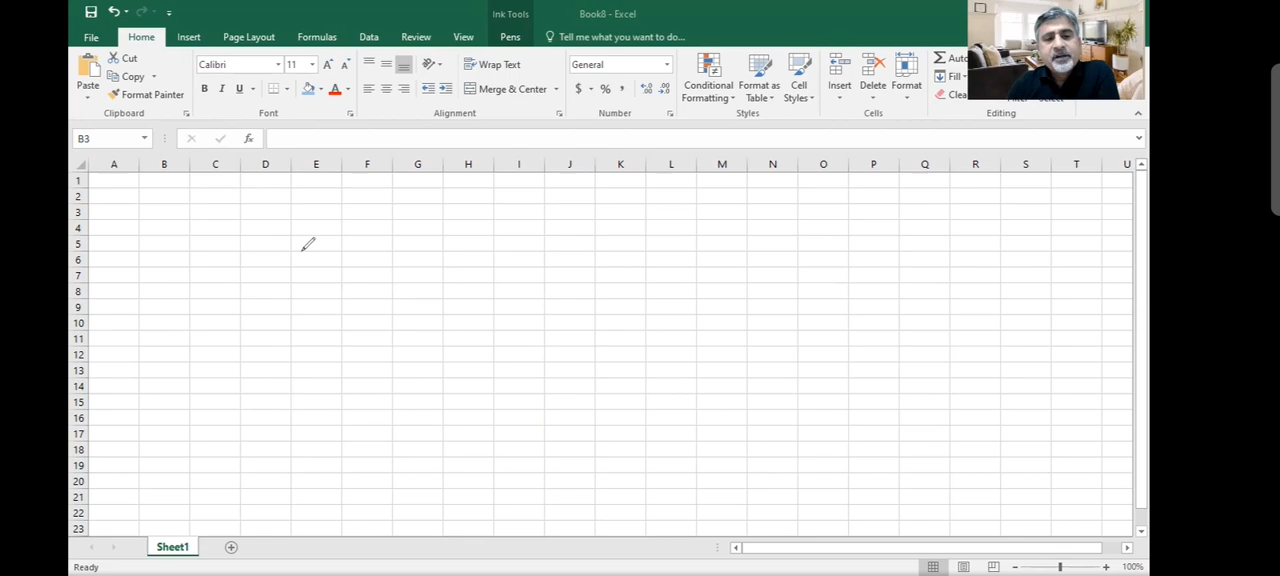 Ink Tools
Book8 - Excel
File Home Insert Page Layout Formulas Data Review View Pens Tell me what you want to do...
Cut
Copy
Format Painter
Paste
Clipboard
Calibri 11
B I U
Font
Wrap Text
Merge & Center
Alignment
General
$ % ,
Number
Conditional Formatting
Format as Table
Cell Styles
Styles
Insert Delete Format
Cells
Auto
Fill
Clea
Editing
B3 fx
A B C D E F G H I J K L M N O P Q R S T U
1
2
3
4
5
6
7
8
9
10
11
12
13
14
15
16
17
18
19
20
21
22
23
Sheet1
Ready 100%